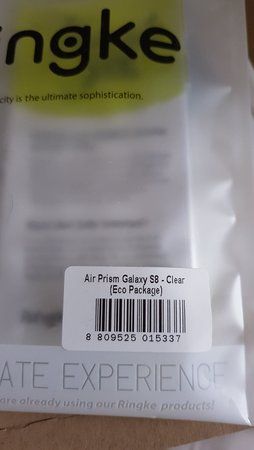 ingke
city is the ultimate sophistication.
Air Prism Galaxy S8 - Clear
(Eco Package)
8 809525 015337
ATE EXPERIENCE
are already using our Ringke products!